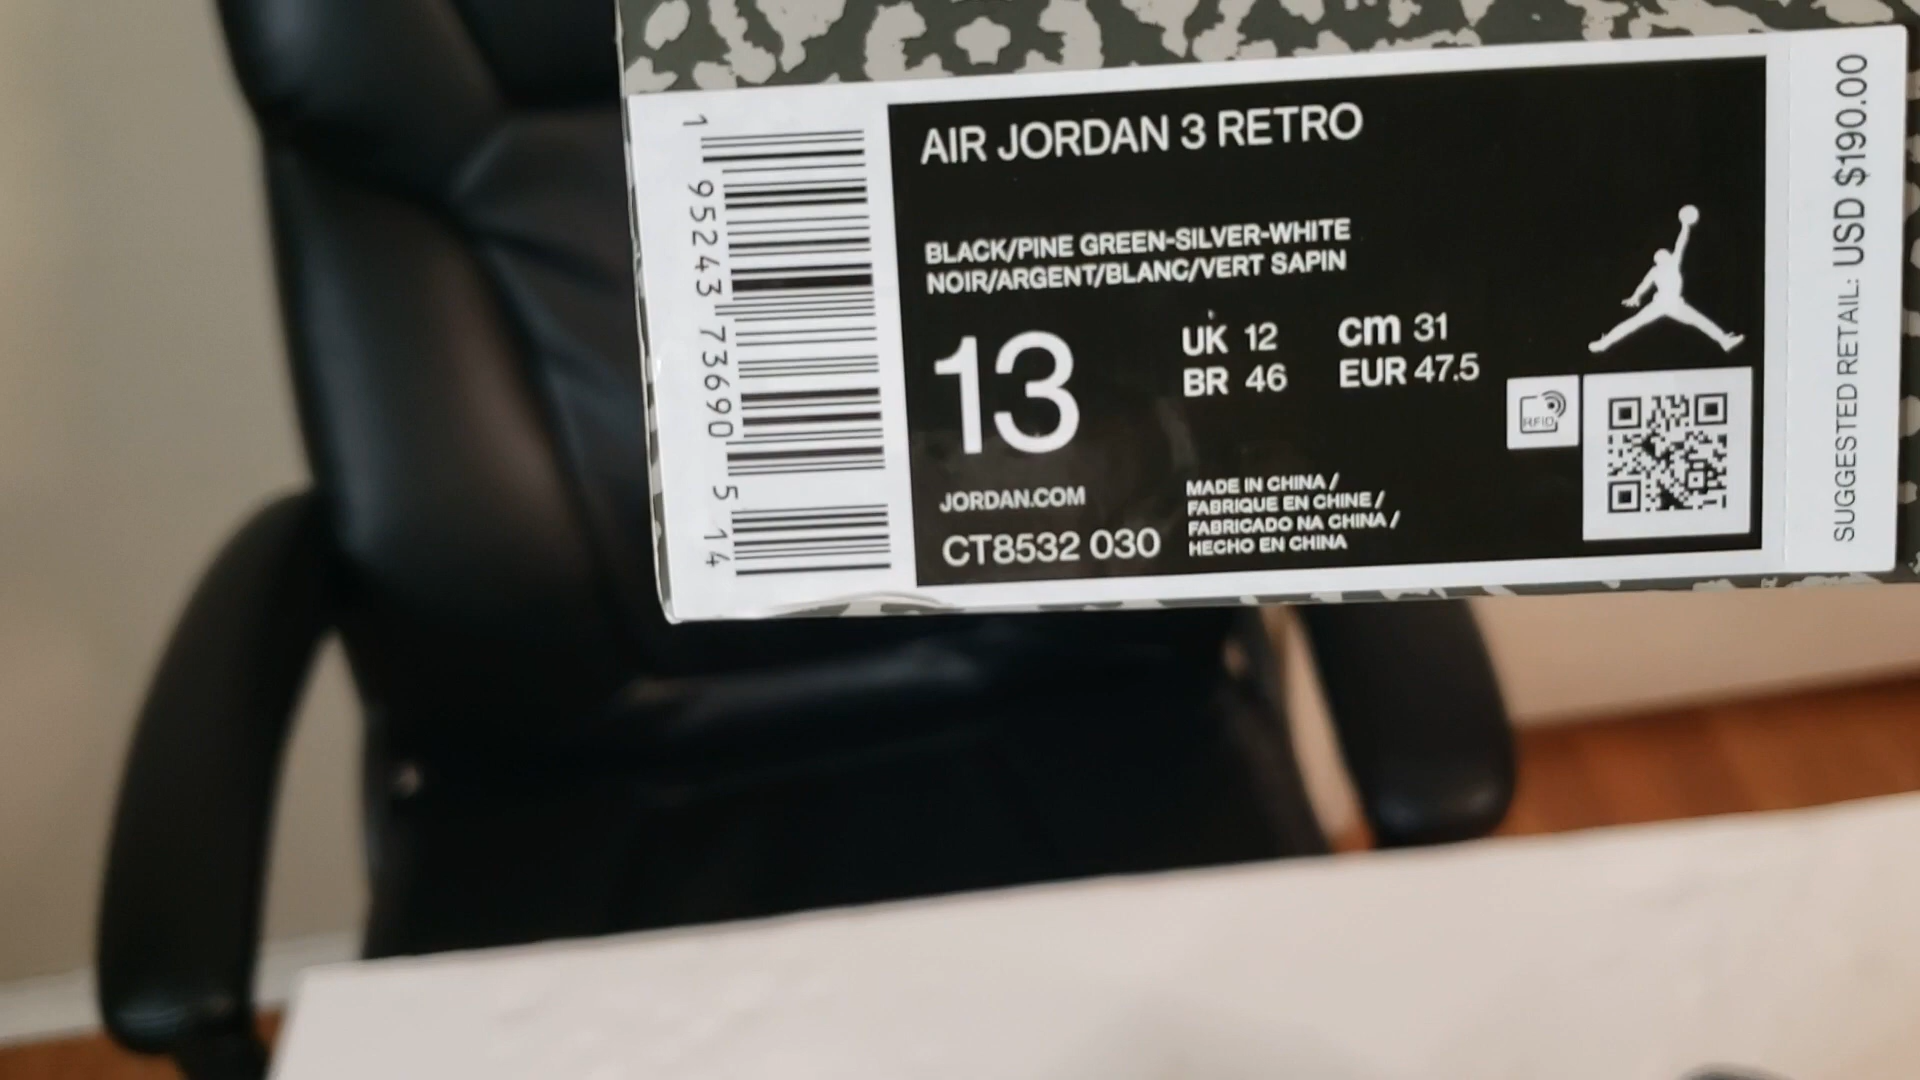 1 95243 73690 5 14
AIR JORDAN 3 RETRO
BLACK/PINE GREEN-SILVER-WHITE
NOIR/ARGENT/BLANC/VERT SAPIN
13
UK 12
BR 46
cm 31
EUR 47.5
RFID
JORDAN.COM
CT8532 030
MADE IN CHINA /
FABRIQUE EN CHINE /
FABRICADO NA CHINA /
HECHO EN CHINA
SUGGESTED RETAIL: USD $190.00